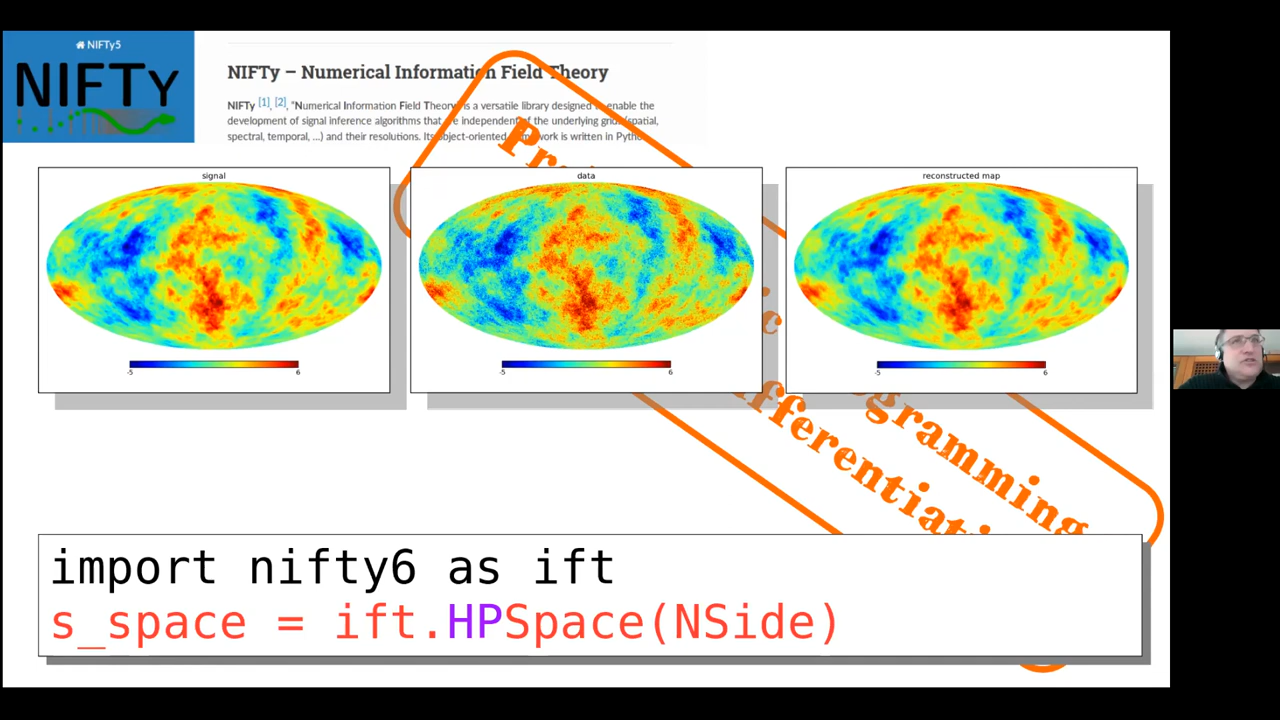 NIFTy5
NIFTy
NIFTy – Numerical Information Field Theory
NIFTy [1], [2], "Numerical Information Field Theory", is a versatile library designed to enable the
development of signal inference algorithms that are independent of the underlying grids (spatial,
spectral, temporal, …) and their resolutions. Its object-oriented framework is written in Pytho
signal
data
reconstructed map
-5 6
-5 6
-5 6
import nifty6 as ift
s_space = ift.HPSpace(NSide)